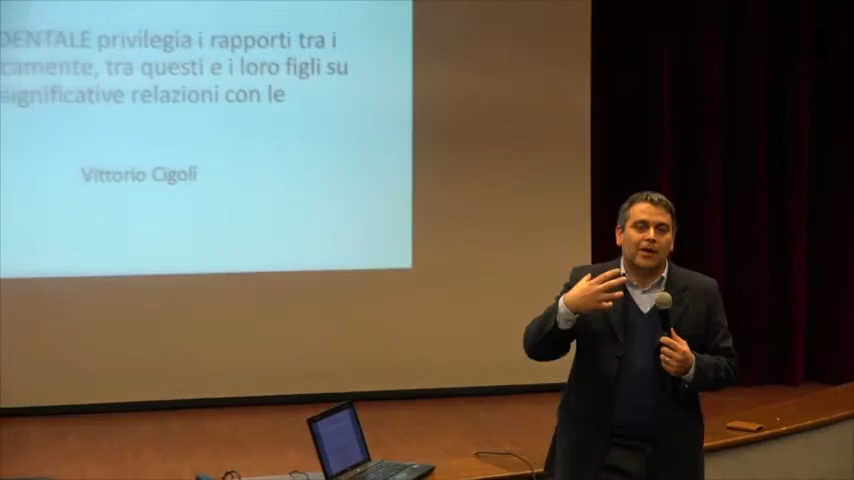 DENTALE privilegia i rapporti tra i
camente, tra questi e i loro figli su
significative relazioni con le
Vittorio Cigoli